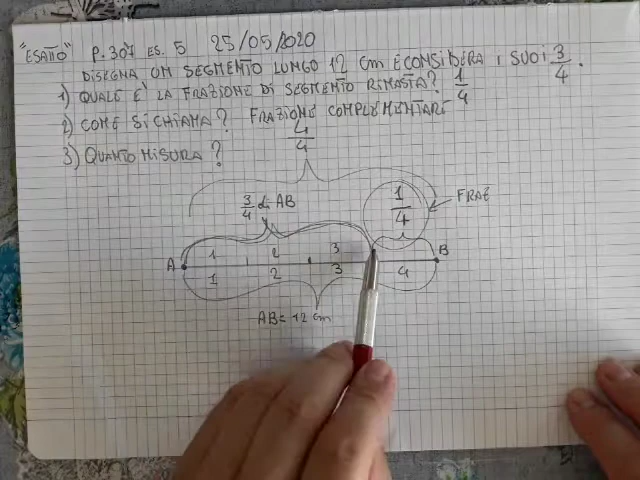 "ESATTO" P. 307 ES. 5 25/05/2020
DISEGNA UN SEGMENTO LUNGO 12 cm E CONSIDERA I SUOI 3/4.
1) QUALE E' LA FRAZIONE DI SEGMENTO RIMASTA? 1/4
2) COME SI CHIAMA? FRAZIONE COMPLEMENTARE
3) QUANTO MISURA?
4/4
3/4 di AB
1/4
FRAZ
A 1 2 3 B
1 2 3 4
AB = 12 cm